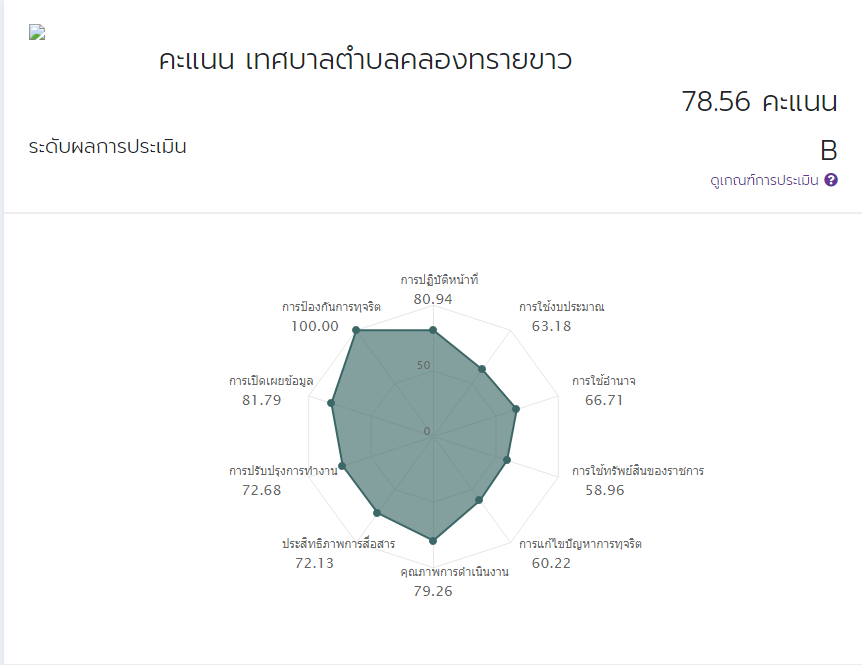 คะแนน เทศบาลตำบลคลองทรายขาว
78.56 คะแนน
ระดับผลการประเมิน
B
ดูเกณฑ์การประเมิน ?
การปฏิบัติหน้าที่
80.94
การป้องกันการทุจริต
100.00
การใช้งบประมาณ
63.18
50
การเปิดเผยข้อมูล
81.79
การใช้อำนาจ
66.71
0
การปรับปรุงการทำงาน
72.68
การใช้ทรัพย์สินของราชการ
58.96
ประสิทธิภาพการสื่อสาร
72.13
การแก้ไขปัญหาการทุจริต
60.22
คุณภาพการดำเนินงาน
79.26